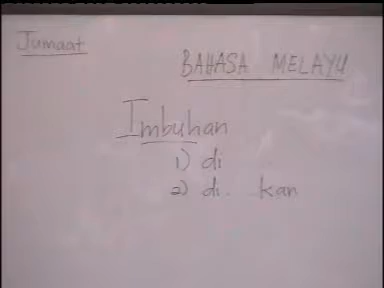 Jumaat
BAHASA MELAYU
Imbuhan
1) di
2) di . . kan